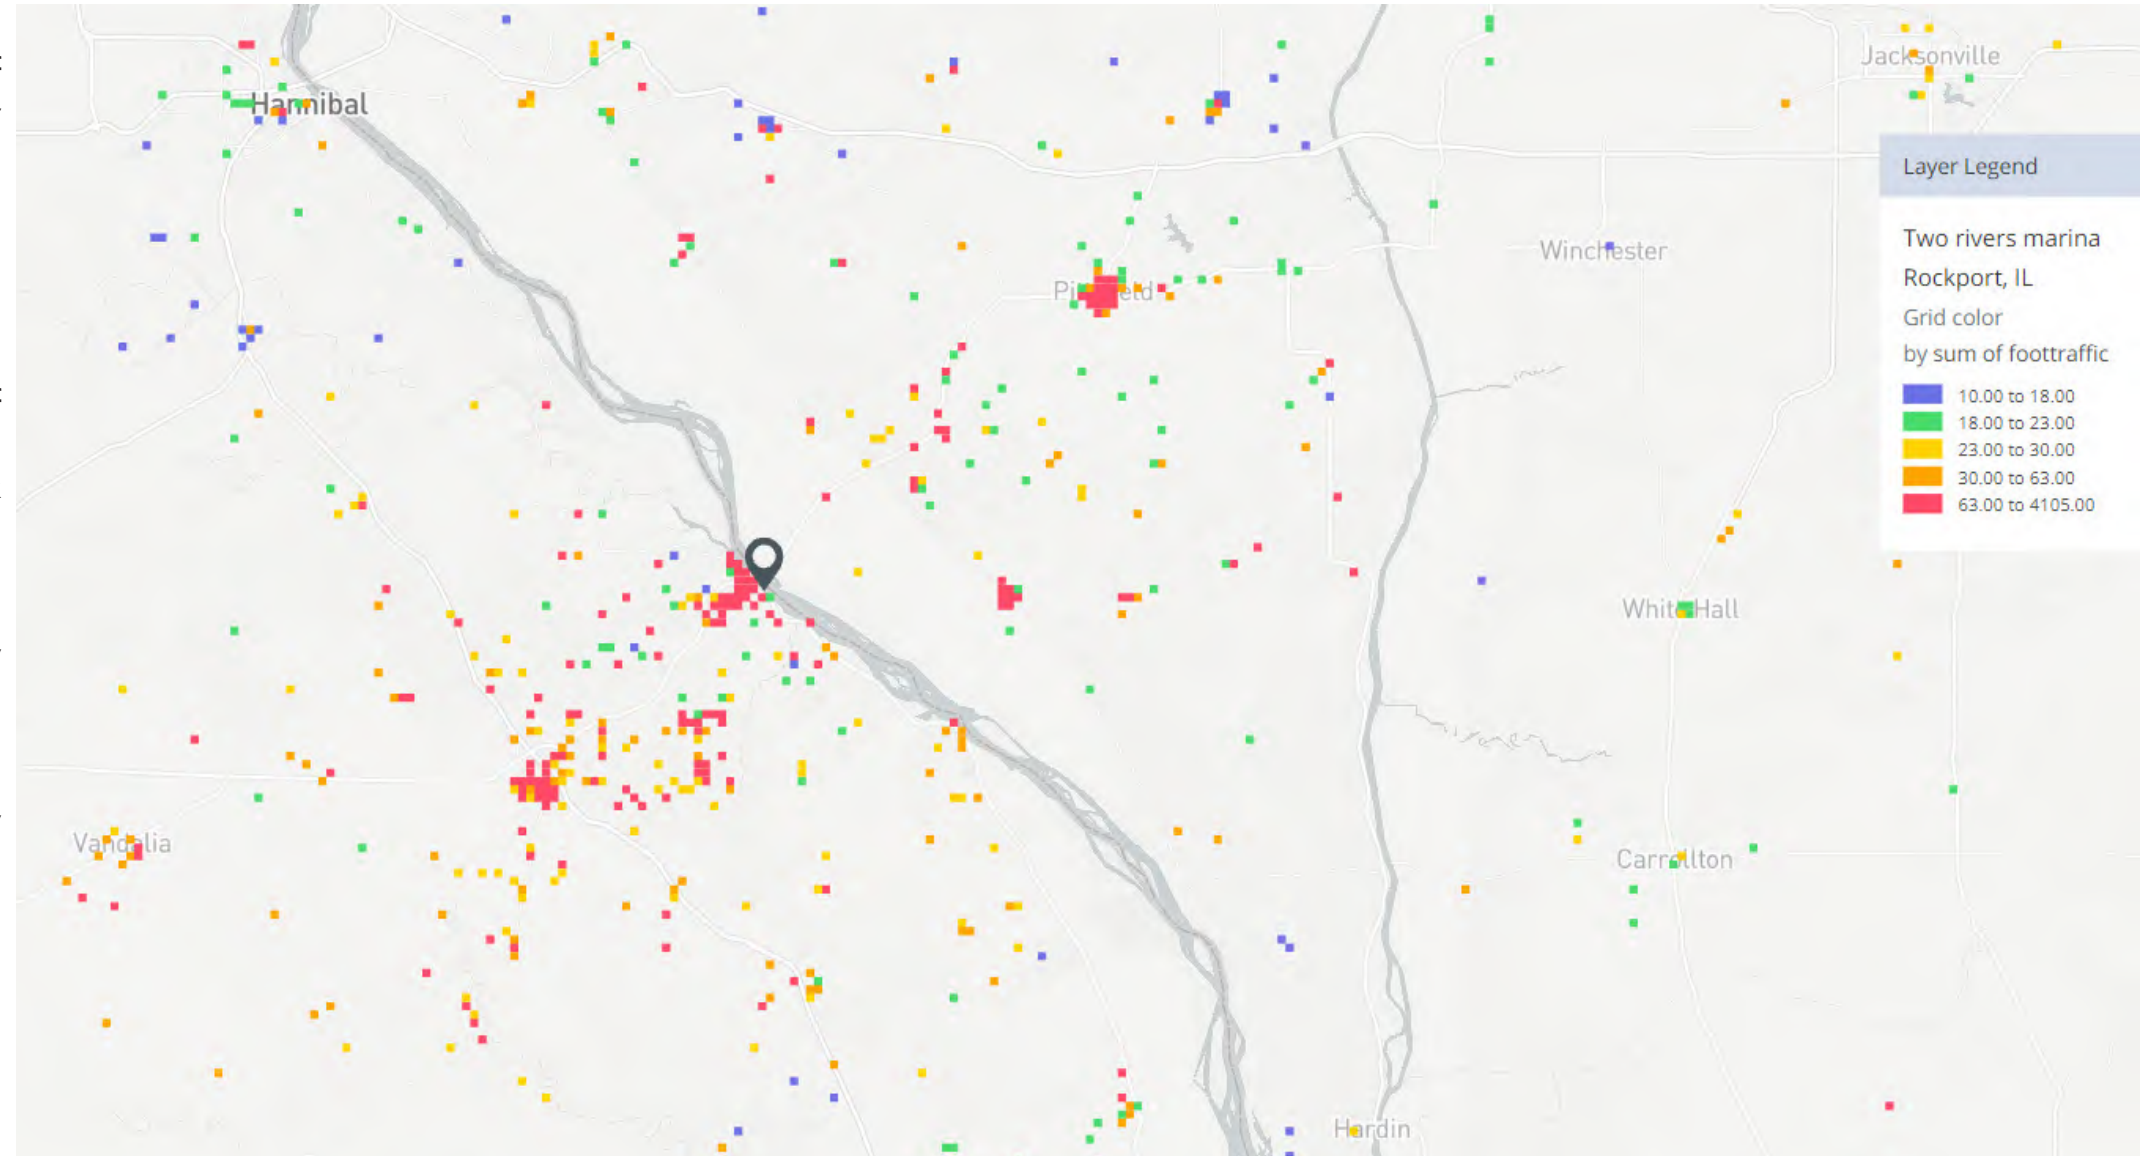 Jacksonville
Hannibal
Layer Legend
Two rivers marina
Rockport, IL
Grid color
by sum of foottraffic
10.00 to 18.00
18.00 to 23.00
23.00 to 30.00
30.00 to 63.00
63.00 to 4105.00
Winchester
Pittsfield
White Hall
Vandalia
Carrollton
Hardin